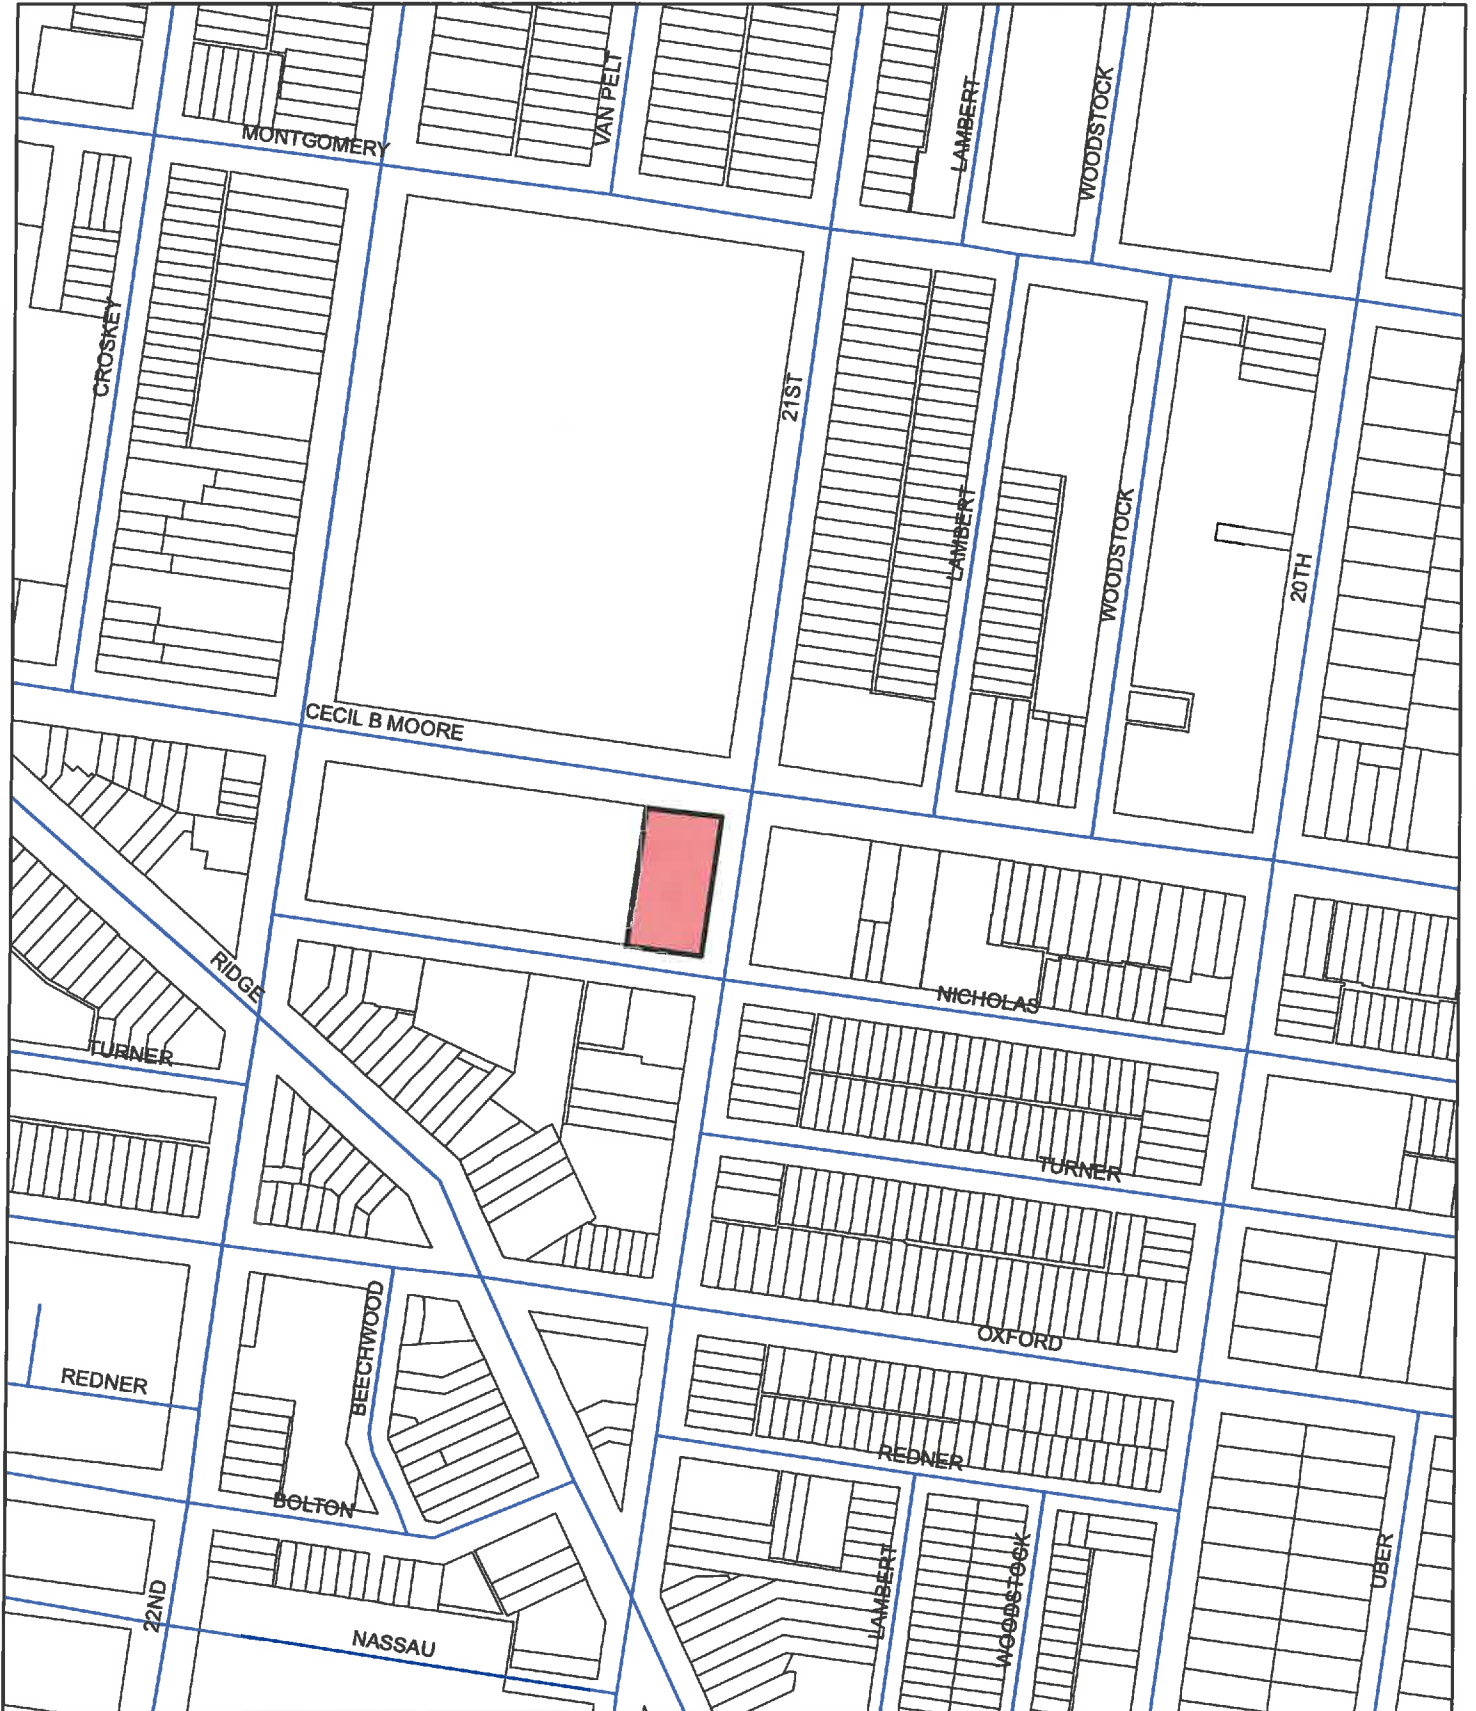 VAN PELT
LAMBERT
WOODSTOCK
MONTGOMERY
CROSKEY
21ST
LAMBERT
WOODSTOCK
20TH
CECIL B MOORE
RIDGE
NICHOLAS
TURNER
TURNER
OXFORD
BEECHWOOD
REDNER
REDNER
BOLTON
22ND
LAMBERT
WOODSTOCK
UBER
NASSAU